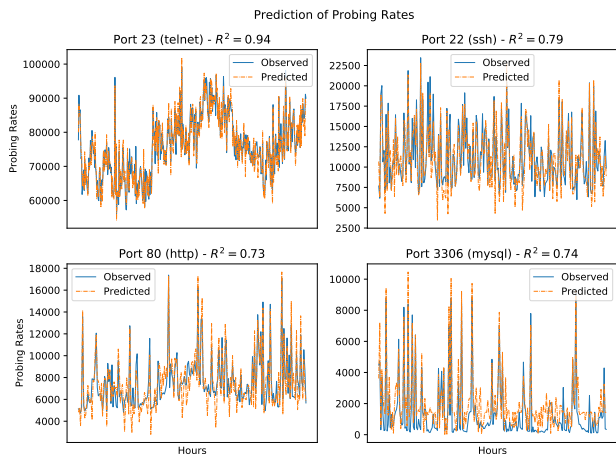 Prediction of Probing Rates
Port 23 (telnet) - R² = 0.94
Port 22 (ssh) - R² = 0.79
Observed
Predicted
Observed
Predicted
Probing Rates
100000
90000
80000
70000
60000
22500
20000
17500
15000
12500
10000
7500
5000
2500
Port 80 (http) - R² = 0.73
Port 3306 (mysql) - R² = 0.74
Observed
Predicted
Observed
Predicted
Probing Rates
18000
16000
14000
12000
10000
8000
6000
4000
10000
8000
6000
4000
2000
0
Hours
Hours